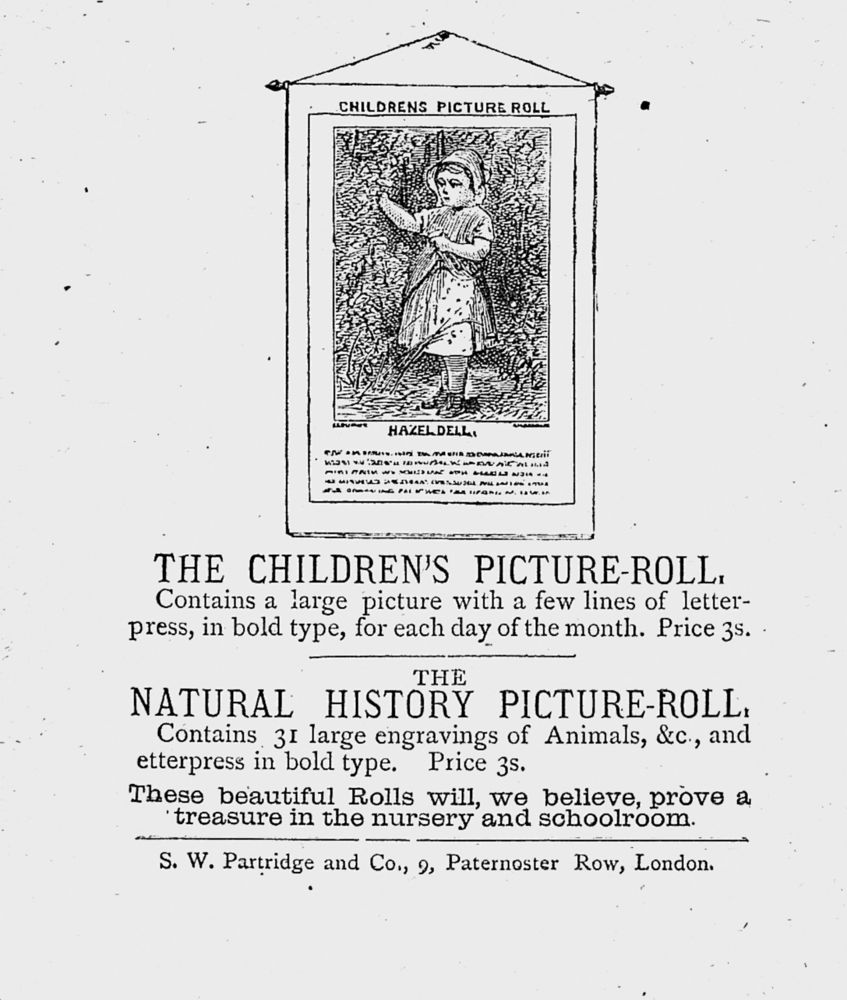 CHILDRENS PICTURE ROLL
HAZELDELL.
THE CHILDREN'S PICTURE-ROLL.
Contains a large picture with a few lines of letter-
press, in bold type, for each day of the month. Price 3s.
THE
NATURAL HISTORY PICTURE-ROLL.
Contains 31 large engravings of Animals, &c., and
etterpress in bold type. Price 3s.
These beautiful Rolls will, we believe, prove a
treasure in the nursery and schoolroom.
S. W. Partridge and Co., 9, Paternoster Row, London.